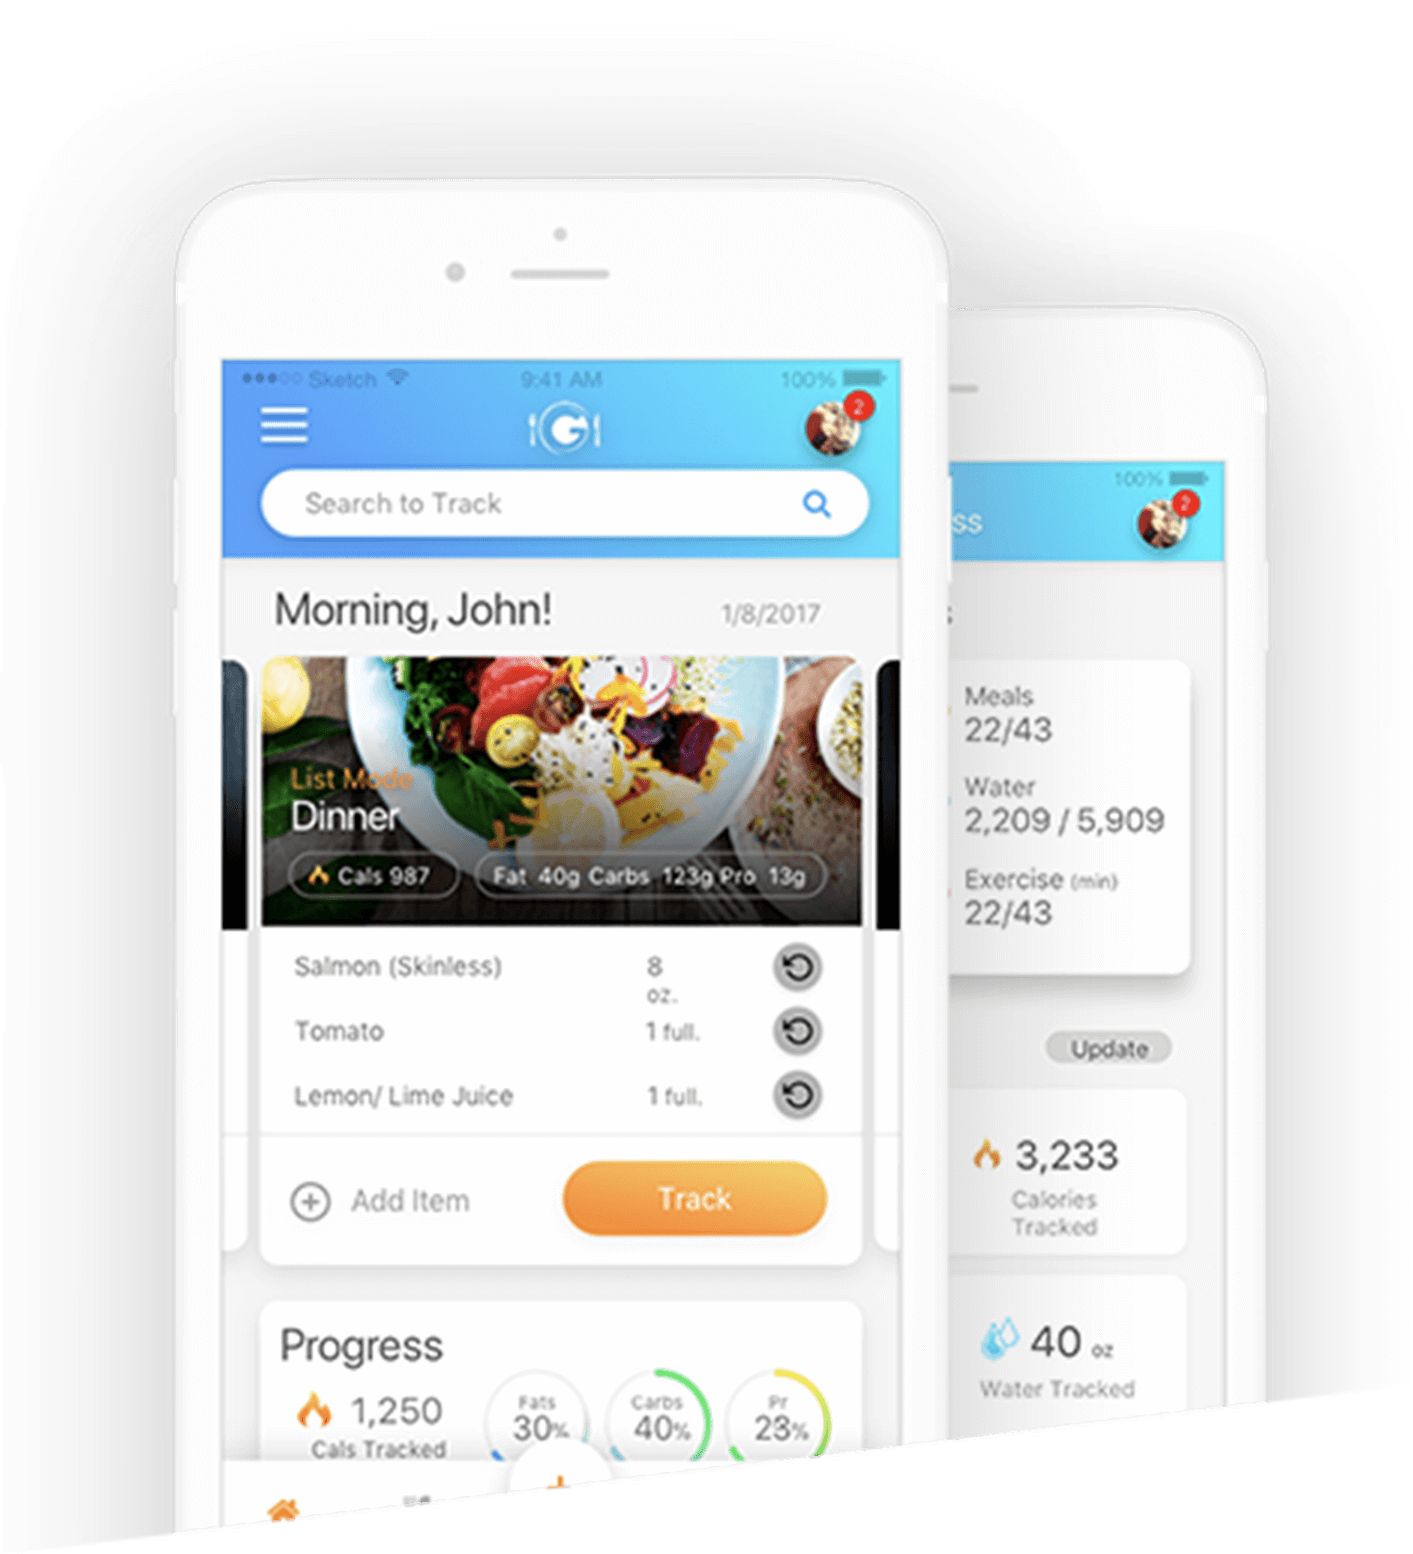 Sketch 9:41 AM 100%
G
2
Search to Track
Morning, John! 1/8/2017
List Mode
Dinner
Cals 987 Fat 40g Carbs 123g Pro 13g
Salmon (Skinless) 8 oz.
Tomato 1 full.
Lemon/ Lime Juice 1 full.
Add Item Track
Progress
1,250
Cals Tracked
Fats
30%
Carbs
40%
Pr
23%
100%
ss
2
Meals
22/43
Water
2,209 / 5,909
Exercise (min)
22/43
Update
3,233
Calories
Tracked
40 oz
Water Tracked